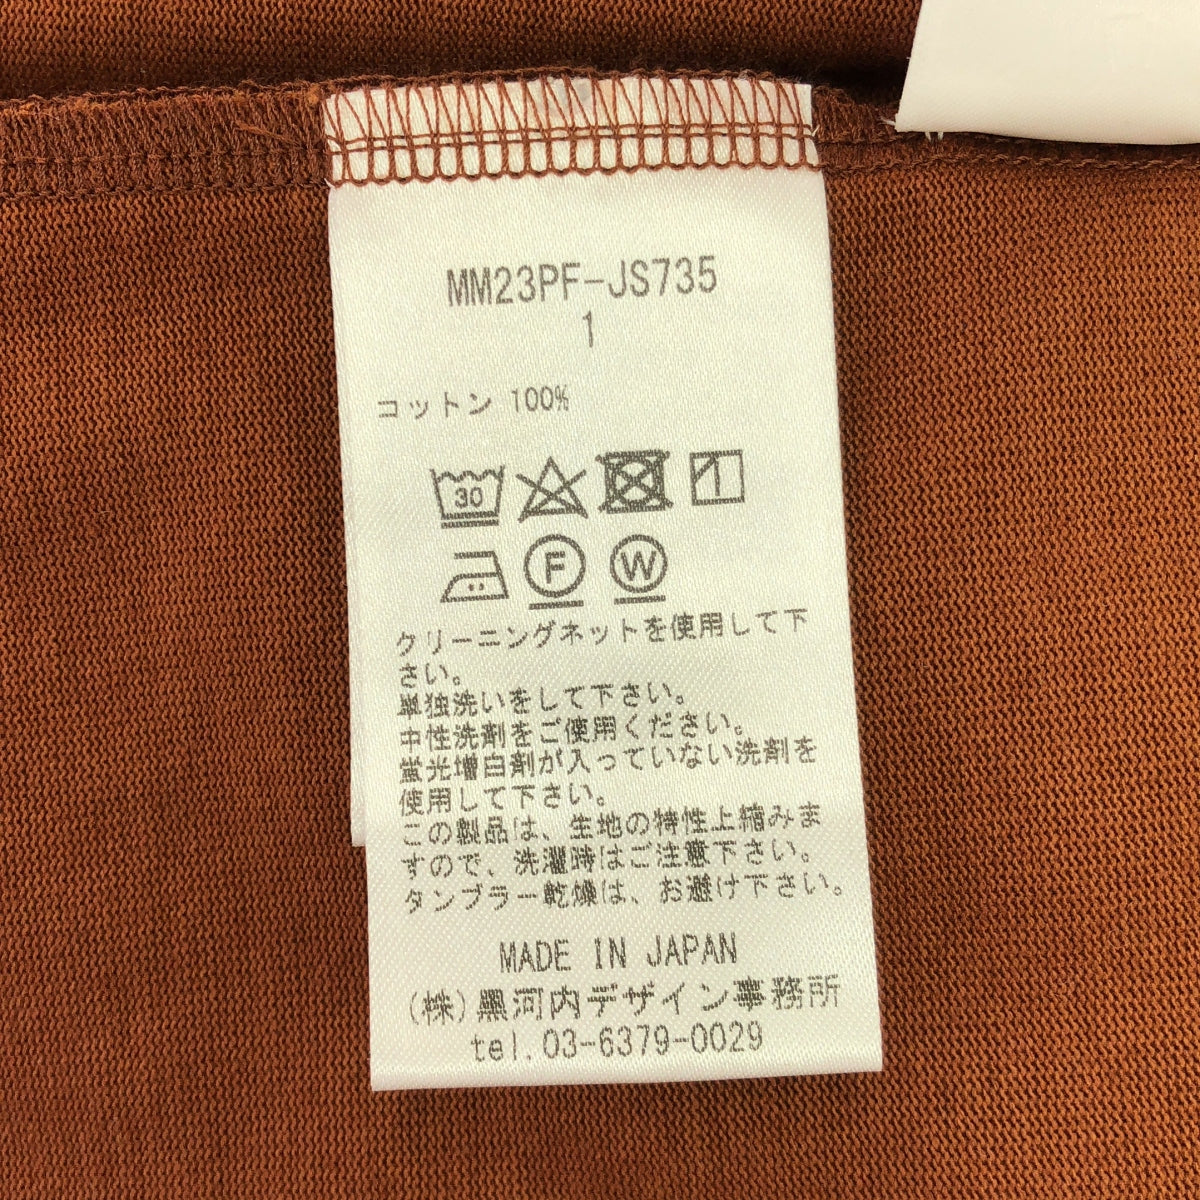 MM23PF-JS735
1
コットン 100%
30
F W
クリーニングネットを使用して下
さい。
単独洗いをして下さい。
中性洗剤をご使用ください。
蛍光増白剤が入っていない洗剤を
使用して下さい。
この製品は、生地の特性上縮みま
すので、洗濯時はご注意下さい。
タンブラー乾燥は、お避け下さい。
MADE IN JAPAN
(株)黒河内デザイン事務所
tel.03-6379-0029